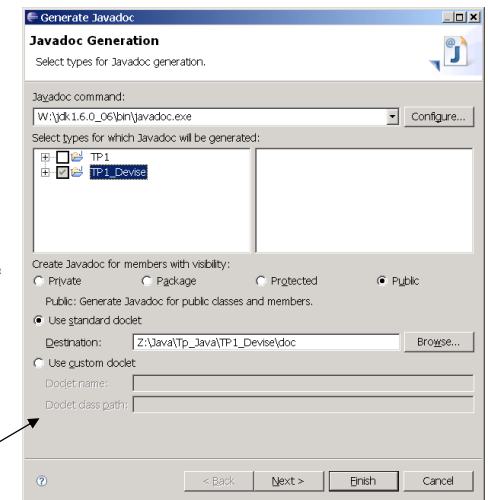 Generate Javadoc
Javadoc Generation
Select types for Javadoc generation.
Javadoc command:
W:\jdk1.6.0_06\bin\javadoc.exe
Configure...
Select types for which Javadoc will be generated:
TP1
TP1_Devise
Create Javadoc for members with visibility:
Private Package Protected Public
Public: Generate Javadoc for public classes and members.
Use standard doclet
Destination: Z:\Java\Tp_Java\TP1_Devise\doc Browse...
Use custom doclet
Doclet name:
Doclet class path:
< Back Next > Finish Cancel